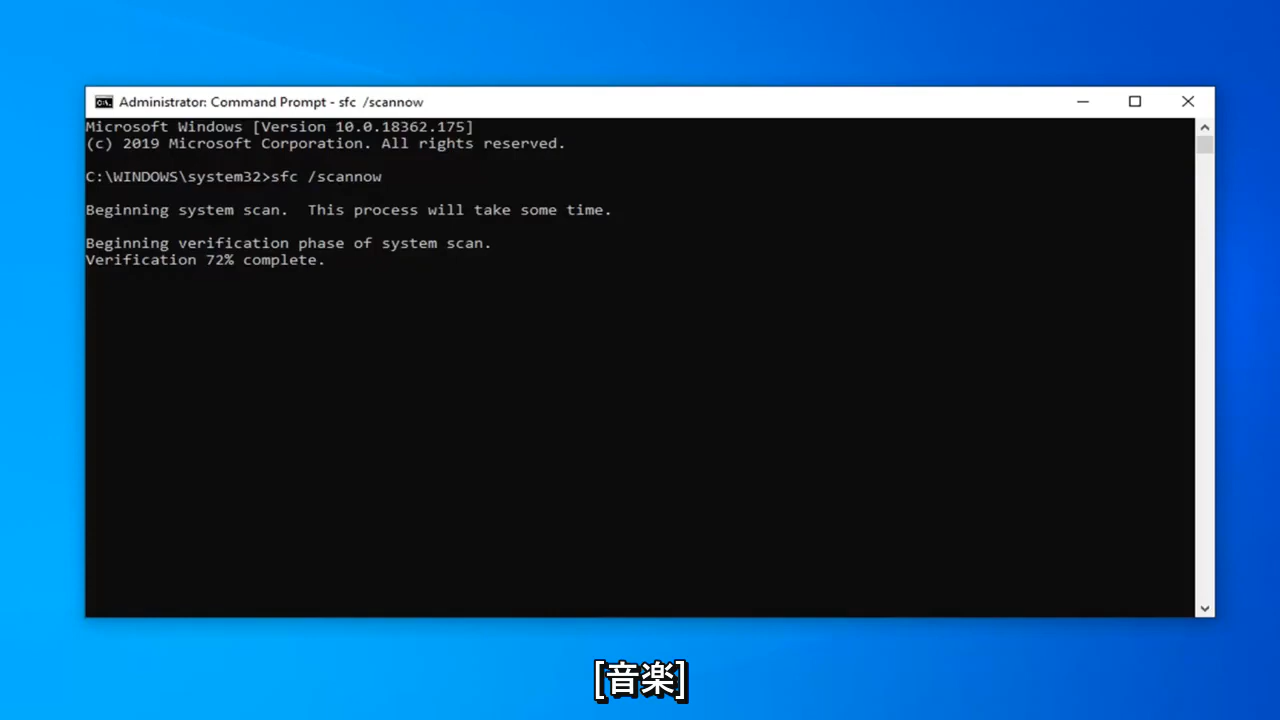 Administrator: Command Prompt - sfc  /scannow
Microsoft Windows [Version 10.0.18362.175]
(c) 2019 Microsoft Corporation. All rights reserved.
C:\WINDOWS\system32>sfc /scannow
Beginning system scan.  This process will take some time.
Beginning verification phase of system scan.
Verification 72% complete.
[音楽]